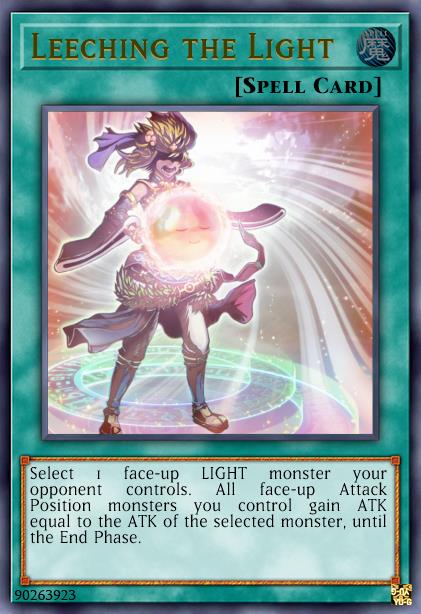 Leeching the Light
[Spell Card]
Select 1 face-up LIGHT monster your
opponent controls. All face-up Attack
Position monsters you control gain ATK
equal to the ATK of the selected monster, until
the End Phase.
90263923